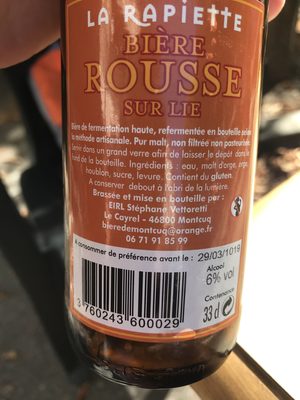 LA RAPIETTE
BIÈRE
ROUSSE
SUR LIE
Bière de fermentation haute, refermentée en bouteille
la méthode artisanale. Pur malt, non filtrée non pasteurisée.
Servir dans un grand verre afin de laisser le dépôt dans le
fond de la bouteille. Ingrédients : eau, malt d'orge,
houblon, sucre, levure. Contient du gluten.
A conserver debout à l'abri de la lumière.
Brassée et mise en bouteille par :
EIRL Stéphane Vettoretti
Le Cayrel - 46800 Montcuq
bieredemontcuq@orange.fr
06 71 91 85 99
A consommer de préférence avant le : 29/03/1019
Alcool
6% vol
Contenance
33 cl
3 760243 600029